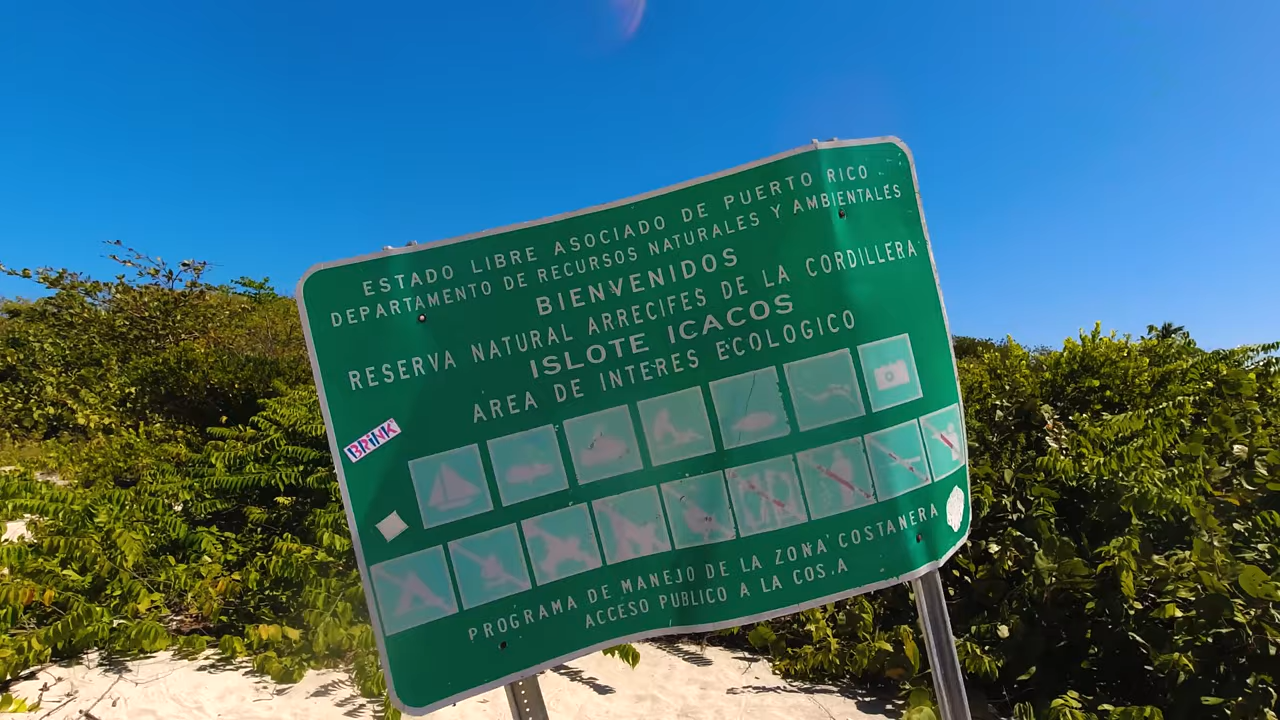 ESTADO LIBRE ASOCIADO DE PUERTO RICO
DEPARTAMENTO DE RECURSOS NATURALES Y AMBIENTALES
BIENVENIDOS
RESERVA NATURAL ARRECIFES DE LA CORDILLERA
ISLOTE ICACOS
AREA DE INTERES ECOLOGICO
BRINK
PROGRAMA DE MANEJO DE LA ZONA COSTANERA
ACCESO PUBLICO A LA COS.A